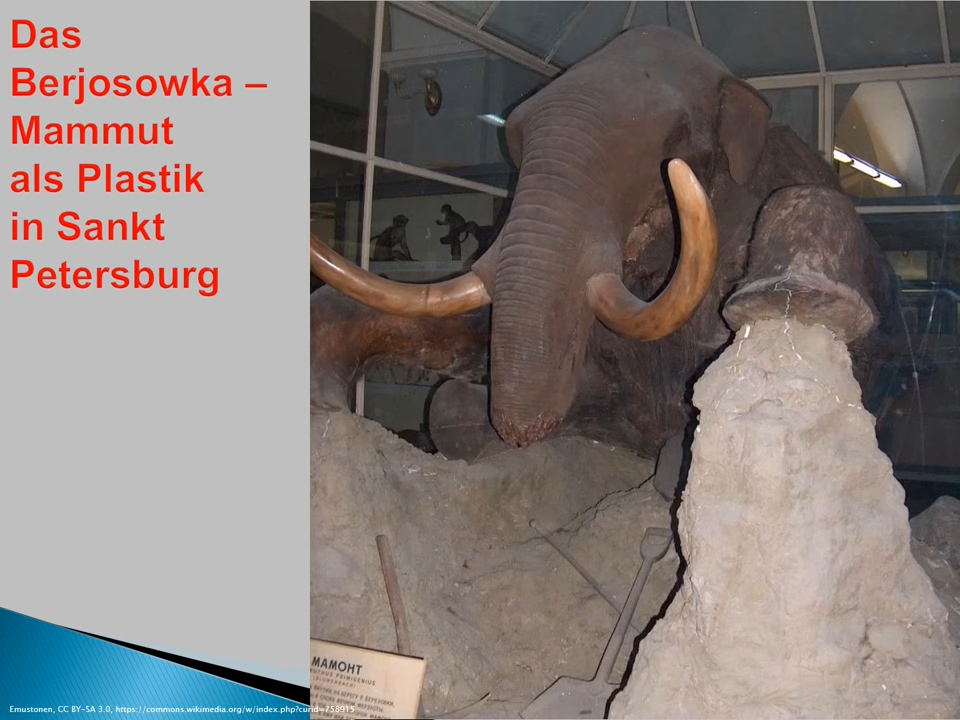 Das
Berjosowka –
Mammut
als Plastik
in Sankt
Petersburg
МАМОНТ
PRIMIGENIUS
Emustonen, CC BY-SA 3.0, https://commons.wikimedia.org/w/index.php?curid=758915